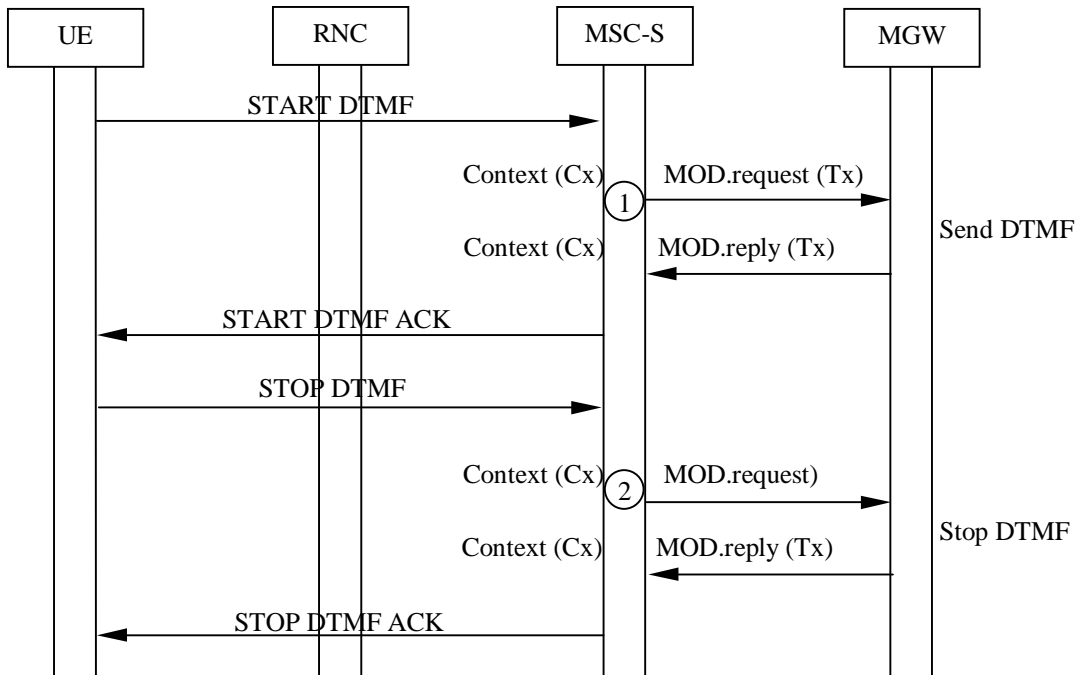 UE RNC MSC-S MGW
START DTMF
Context (Cx) MOD.request (Tx)
1
Send DTMF
Context (Cx) MOD.reply (Tx)
START DTMF ACK
STOP DTMF
Context (Cx) MOD.request)
2
Stop DTMF
Context (Cx) MOD.reply (Tx)
STOP DTMF ACK